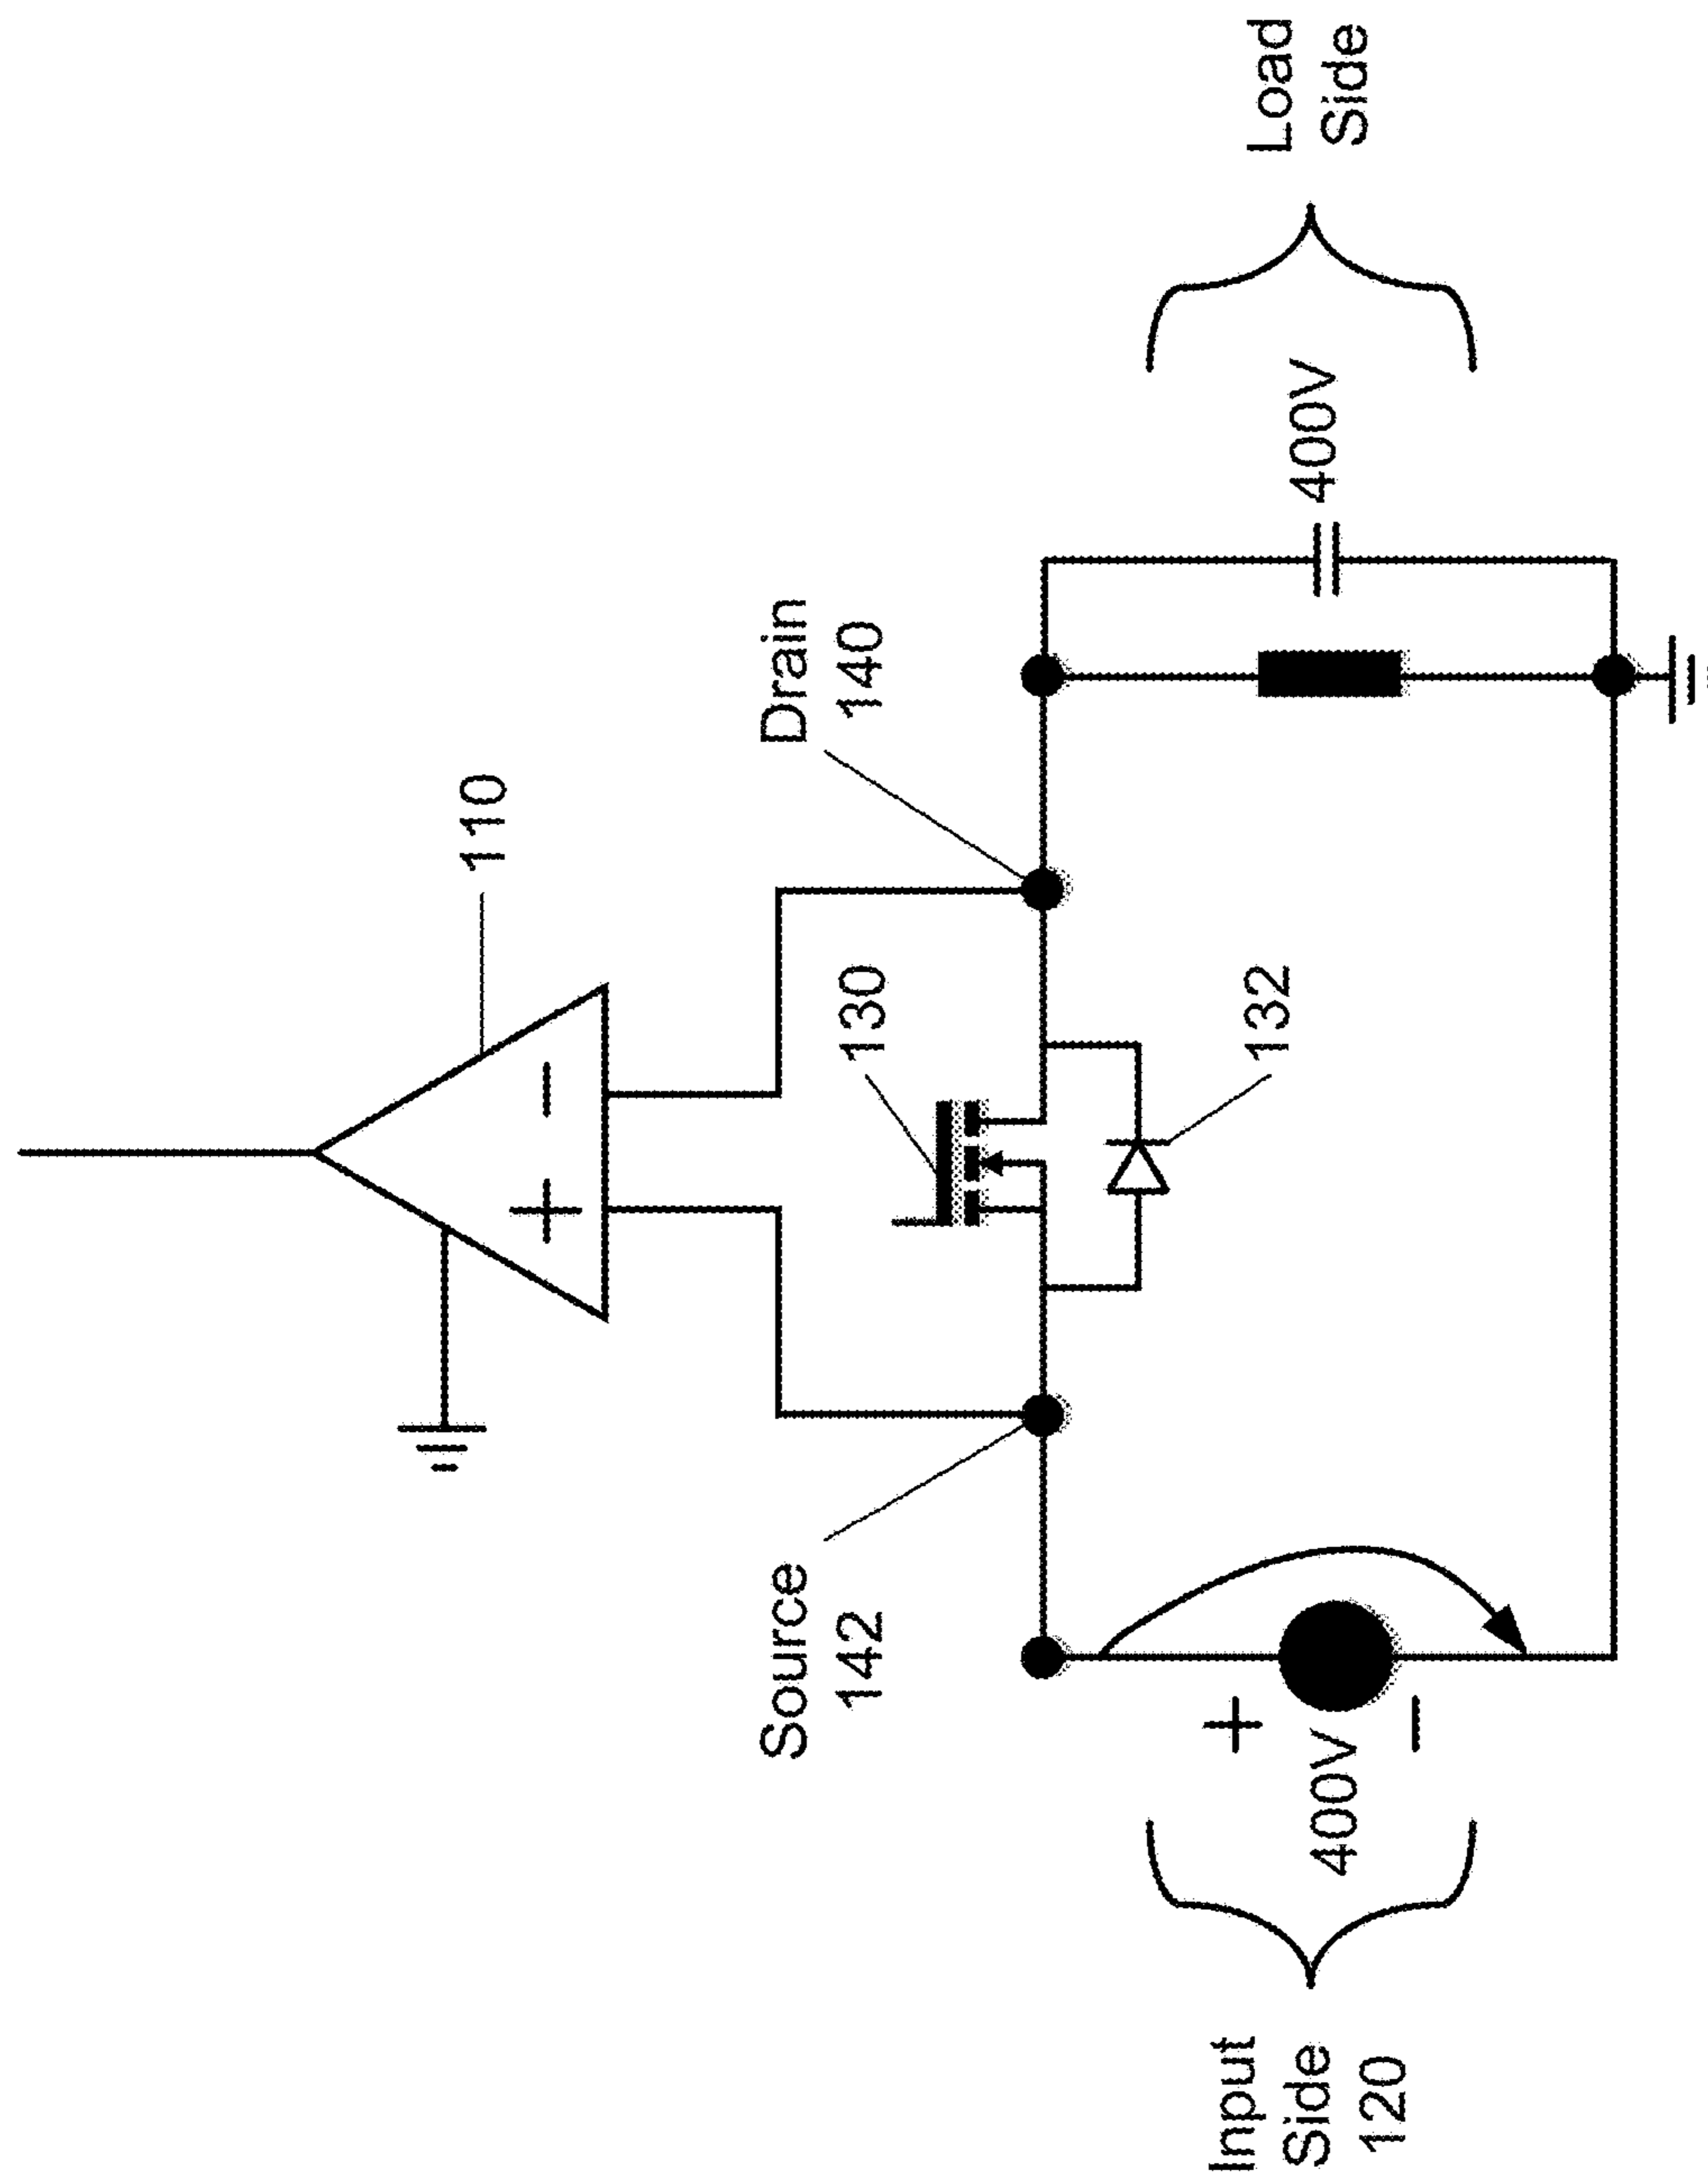 110
Source
142
130
Drain
140
132
Input
Side
120
+
400V
−
400V
Load
Side
+
−